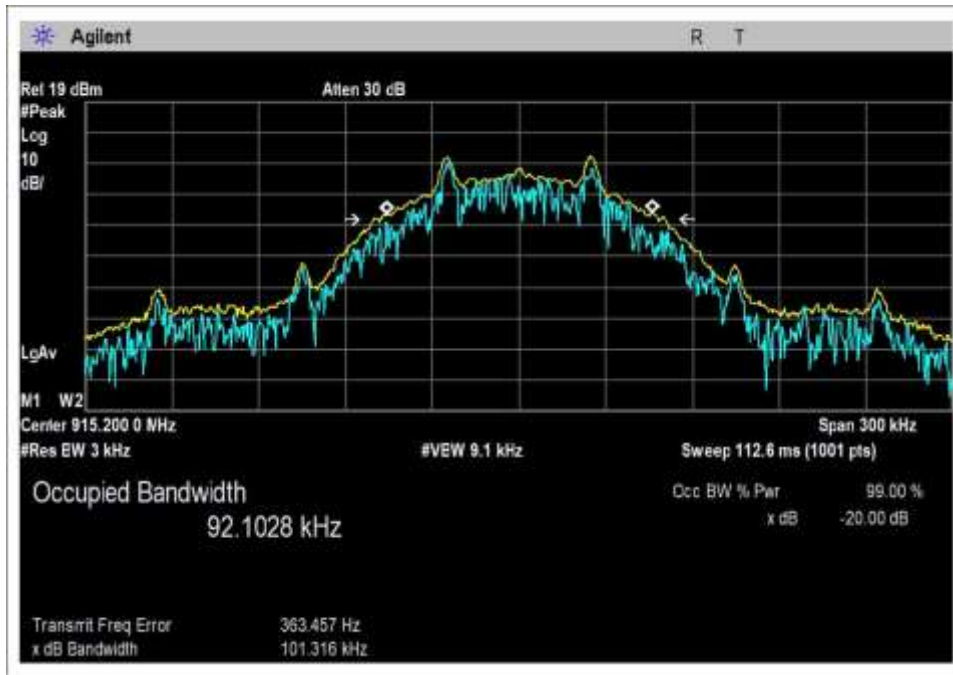 Agilent R T
Ref 19 dBm Atten 30 dB
#Peak
Log
10
dB/
LgAv
M1 W2
Center 915.200 0 MHz Span 300 kHz
#Res BW 3 kHz #VBW 9.1 kHz Sweep 112.6 ms (1001 pts)
Occupied Bandwidth Occ BW % Pwr 99.00 %
92.1028 kHz x dB -20.00 dB
Transmit Freq Error 363.457 Hz
x dB Bandwidth 101.316 kHz